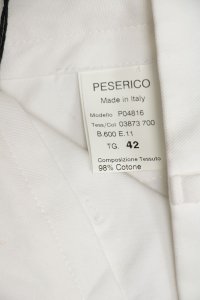 PESERICO
Made in Italy
Modello P04816
Tess/Col 03873.700
B.600 E.11
TG. 42
Composizione Tessuto
98% Cotone